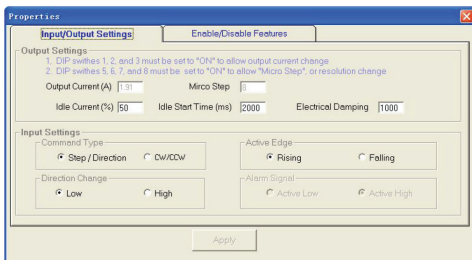 Properties
Input/Output Settings Enable/Disable Features
Output Settings
1, DIP swithes 1, 2, and 3 must be set to "ON" to allow output current change
2, DIP swithes 5, 6, 7, and 8 must be set to "ON" to allow "Mirco Step", or resolution change
Output Current (A) 1.91 Mirco Step 8
Idle Current (%) 50 Idle Start Time (ms) 2000 Electrical Damping 1000
Input Settings
Command Type Active Edge
Step / Direction CW/CCW Rising Falling
Direction Change Alarm Signal
Low High Active Low Active High
Apply